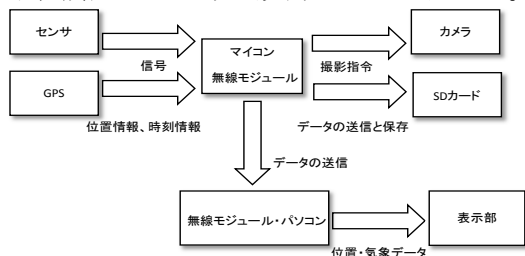 センサ
カメラ
マイコン
無線モジュール
信号
撮影指令
GPS
SDカード
位置情報、時刻情報
データの送信と保存
データの送信
無線モジュール・パソコン
表示部
位置・気象データ